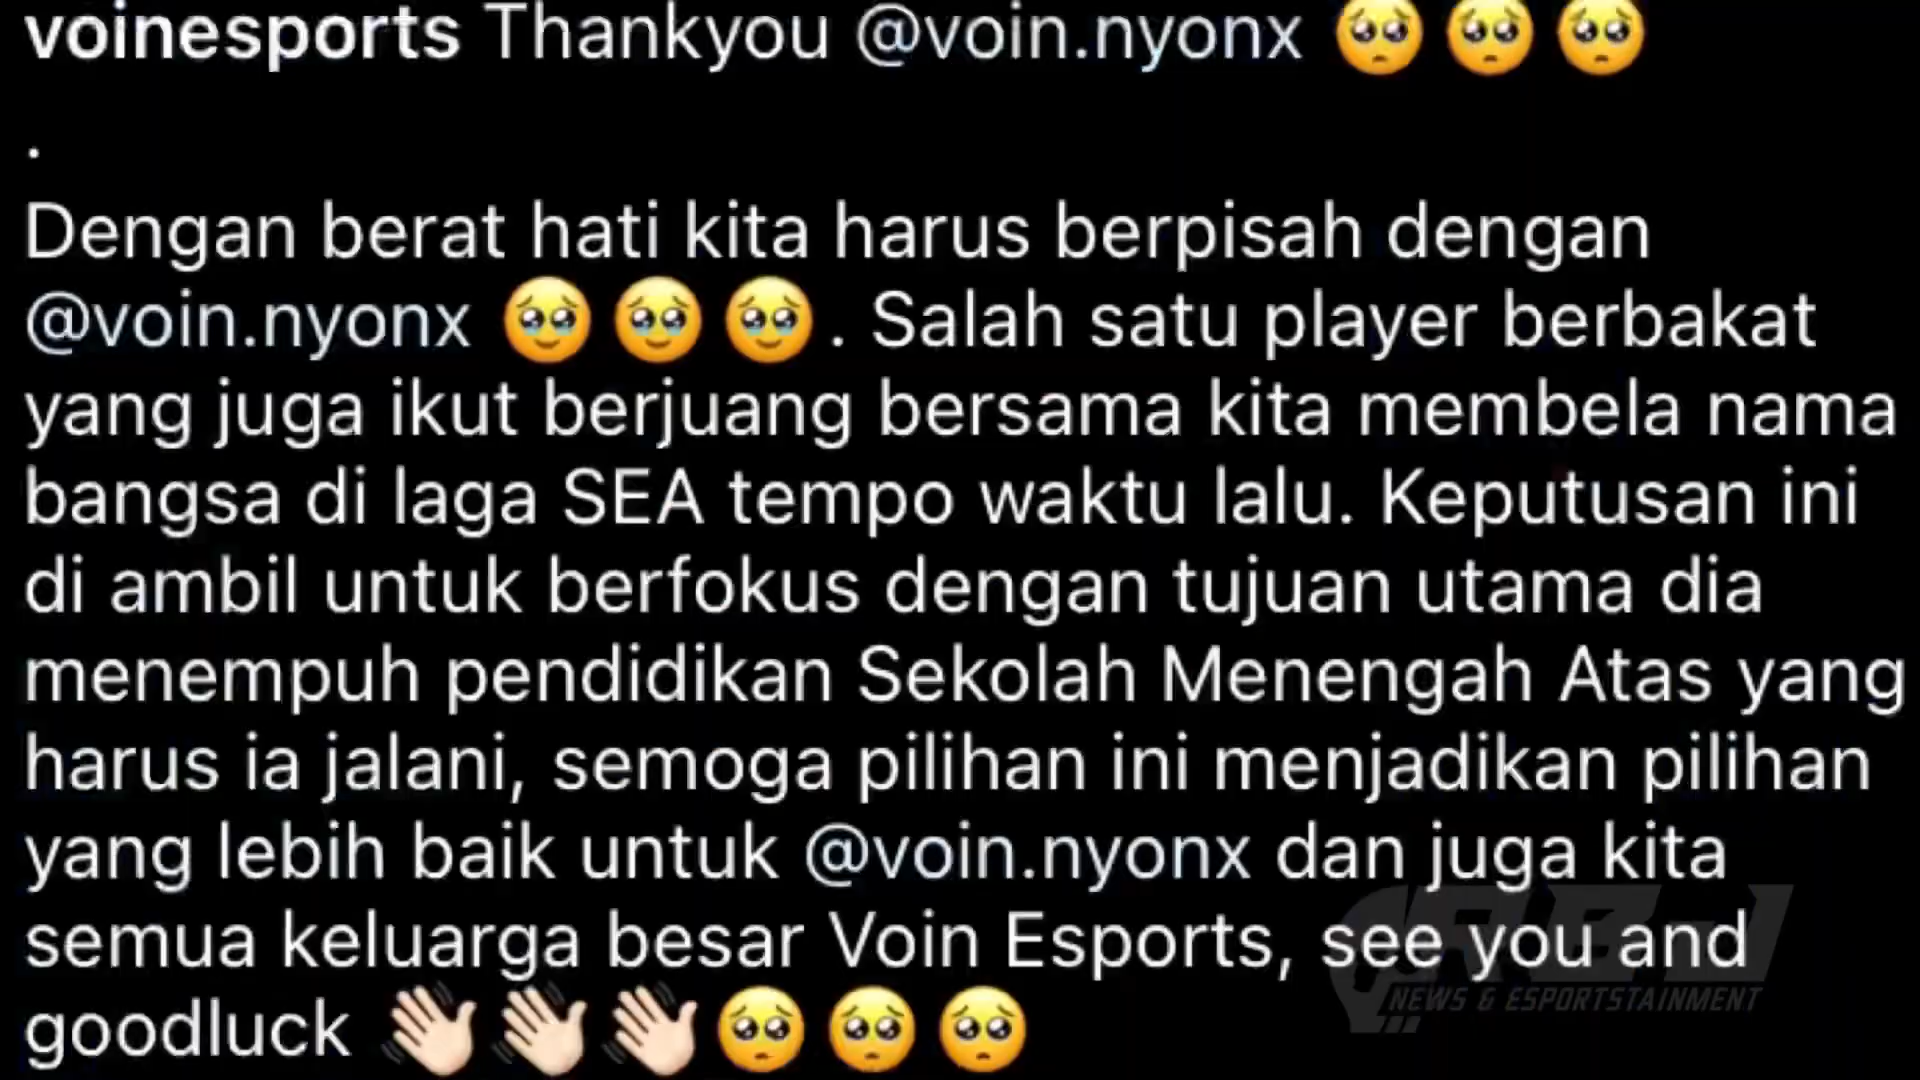 voinesports Thankyou @voin.nyonx 🥺 🥺 🥺
.
Dengan berat hati kita harus berpisah dengan
@voin.nyonx 🥹 🥹 🥹 . Salah satu player berbakat
yang juga ikut berjuang bersama kita membela nama
bangsa di laga SEA tempo waktu lalu. Keputusan ini
di ambil untuk berfokus dengan tujuan utama dia
menempuh pendidikan Sekolah Menengah Atas yang
harus ia jalani, semoga pilihan ini menjadikan pilihan
yang lebih baik untuk @voin.nyonx dan juga kita
semua keluarga besar Voin Esports, see you and
goodluck 👋🏻 👋🏻 👋🏻 🥺 🥺 🥺
NEWS & ESPORTSTAINMENT